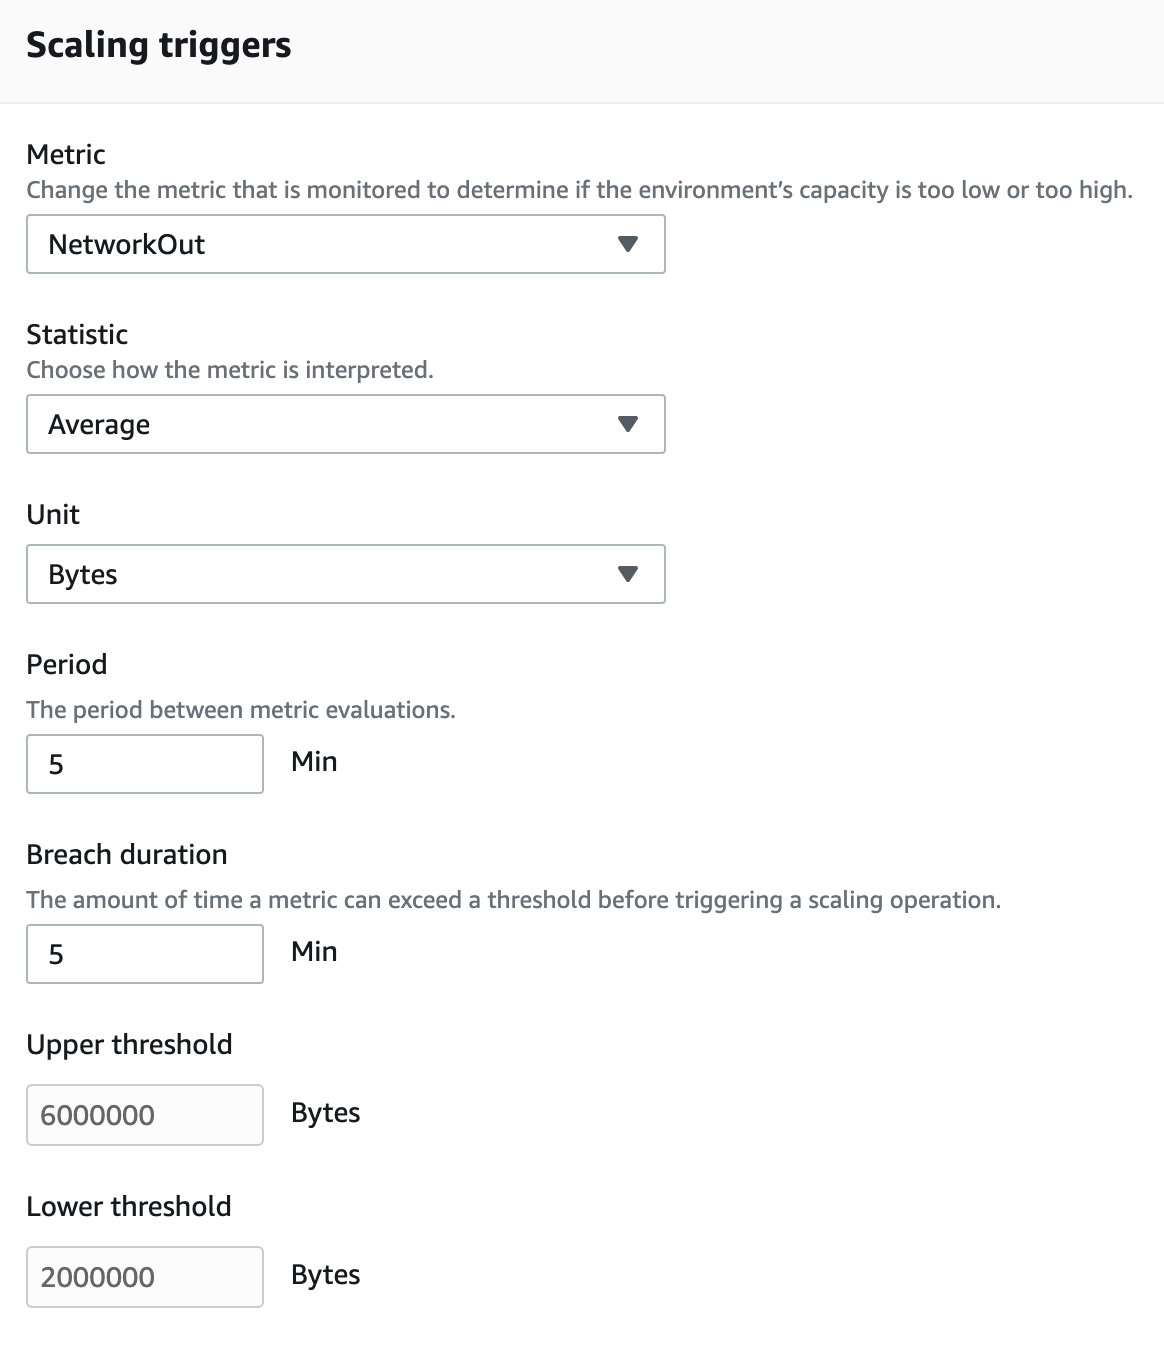 Scaling triggers
Metric
Change the metric that is monitored to determine if the environment's capacity is too low or too high.
NetworkOut
Statistic
Choose how the metric is interpreted.
Average
Unit
Bytes
Period
The period between metric evaluations.
5 Min
Breach duration
The amount of time a metric can exceed a threshold before triggering a scaling operation.
5 Min
Upper threshold
6000000 Bytes
Lower threshold
2000000 Bytes